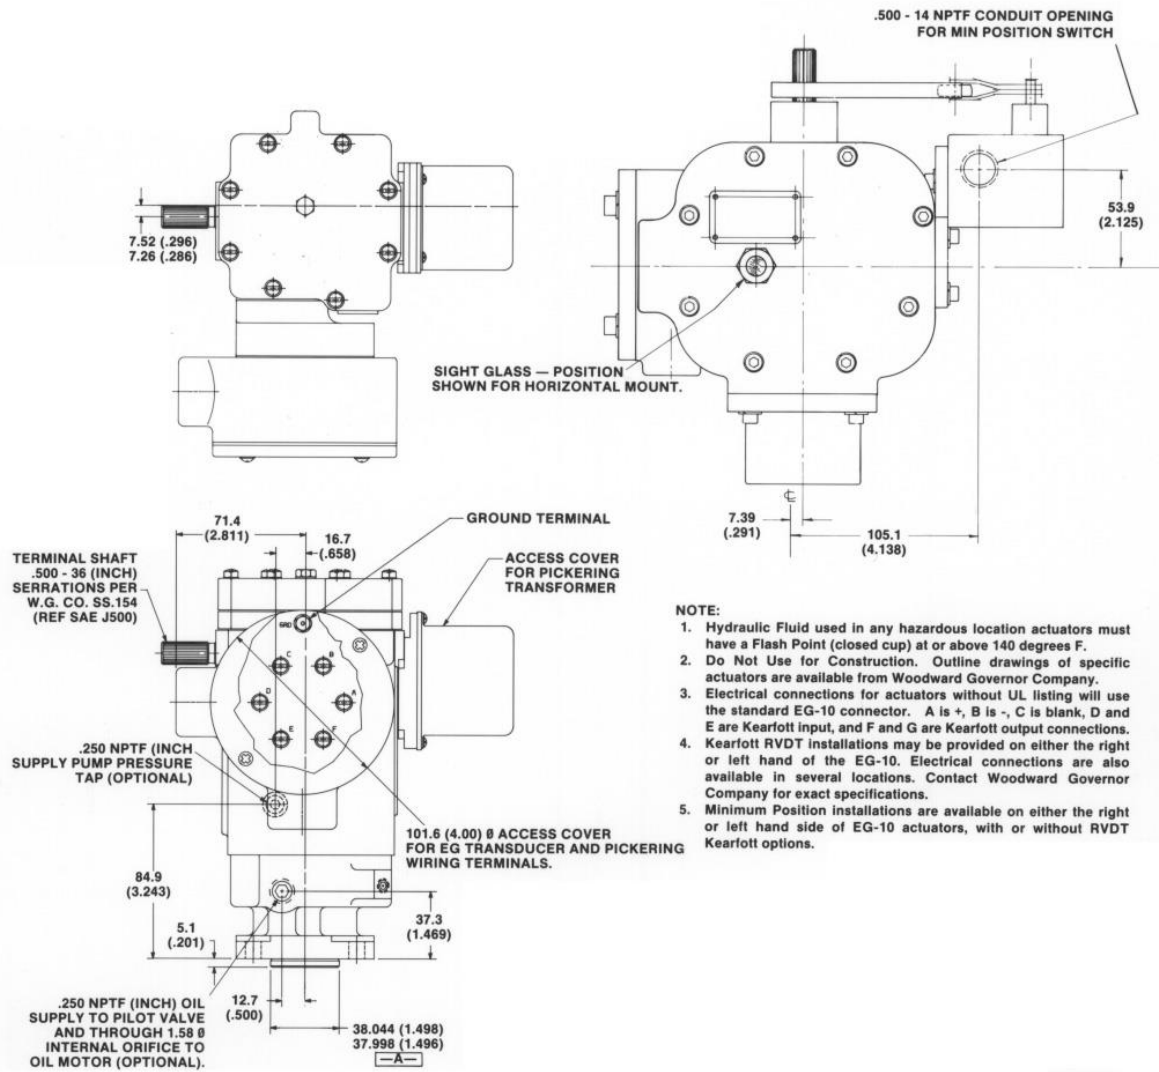 .500 - 14 NPTF CONDUIT OPENING
FOR MIN POSITION SWITCH
7.52 (.296)
7.26 (.286)
53.9
(2.125)
SIGHT GLASS — POSITION
SHOWN FOR HORIZONTAL MOUNT.
℄
7.39
(.291)
105.1
(4.138)
71.4
(2.811)
16.7
(.658)
GROUND TERMINAL
ACCESS COVER
FOR PICKERING
TRANSFORMER
TERMINAL SHAFT
.500 - 36 (INCH)
SERRATIONS PER
W.G. CO. SS.154
(REF SAE J500)
GRD
C
B
D
A
E
F
.250 NPTF (INCH
SUPPLY PUMP PRESSURE
TAP (OPTIONAL)
101.6 (4.00) Ø ACCESS COVER
FOR EG TRANSDUCER AND PICKERING
WIRING TERMINALS.
84.9
(3.243)
5.1
(.201)
37.3
(1.469)
.250 NPTF (INCH) OIL
SUPPLY TO PILOT VALVE
AND THROUGH 1.58 Ø
INTERNAL ORIFICE TO
OIL MOTOR (OPTIONAL).
12.7
(.500)
38.044 (1.498)
37.998 (1.496)
—A—
NOTE:
1. Hydraulic Fluid used in any hazardous location actuators must
have a Flash Point (closed cup) at or above 140 degrees F.
2. Do Not Use for Construction. Outline drawings of specific
actuators are available from Woodward Governor Company.
3. Electrical connections for actuators without UL listing will use
the standard EG-10 connector. A is +, B is -, C is blank, D and
E are Kearfott input, and F and G are Kearfott output connections.
4. Kearfott RVDT installations may be provided on either the right
or left hand of the EG-10. Electrical connections are also
available in several locations. Contact Woodward Governor
Company for exact specifications.
5. Minimum Position installations are available on either the right
or left hand side of EG-10 actuators, with or without RVDT
Kearfott options.